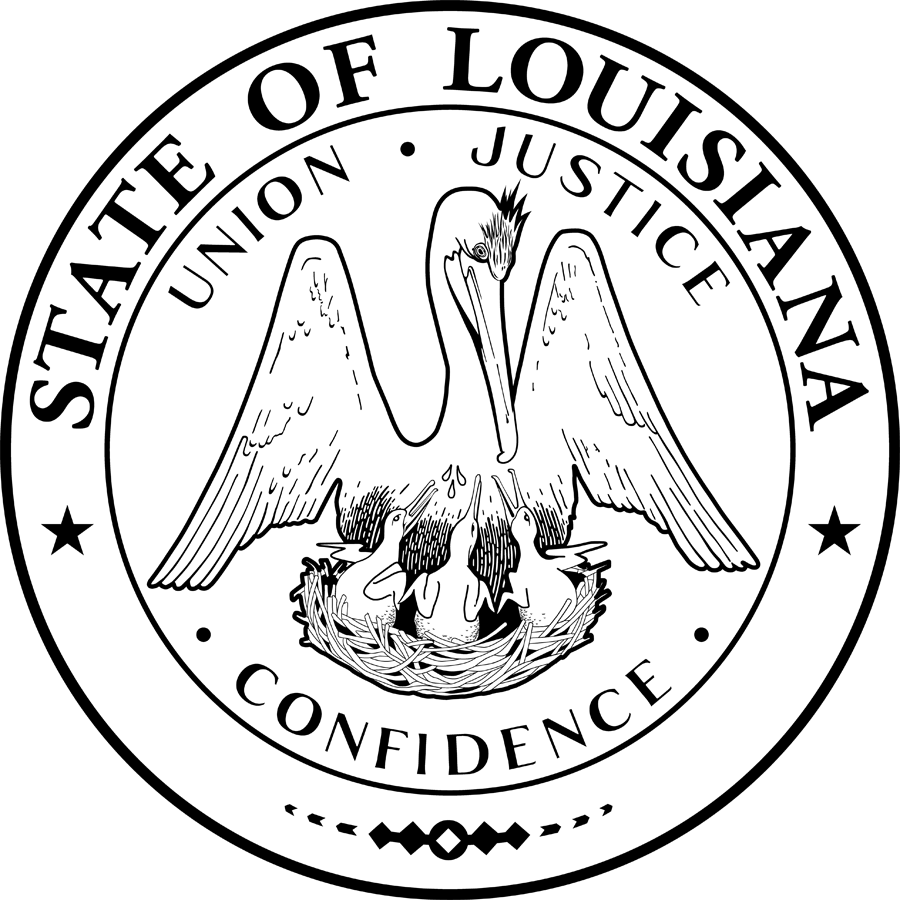 STATE OF LOUISIANA
UNION • JUSTICE
• CONFIDENCE •